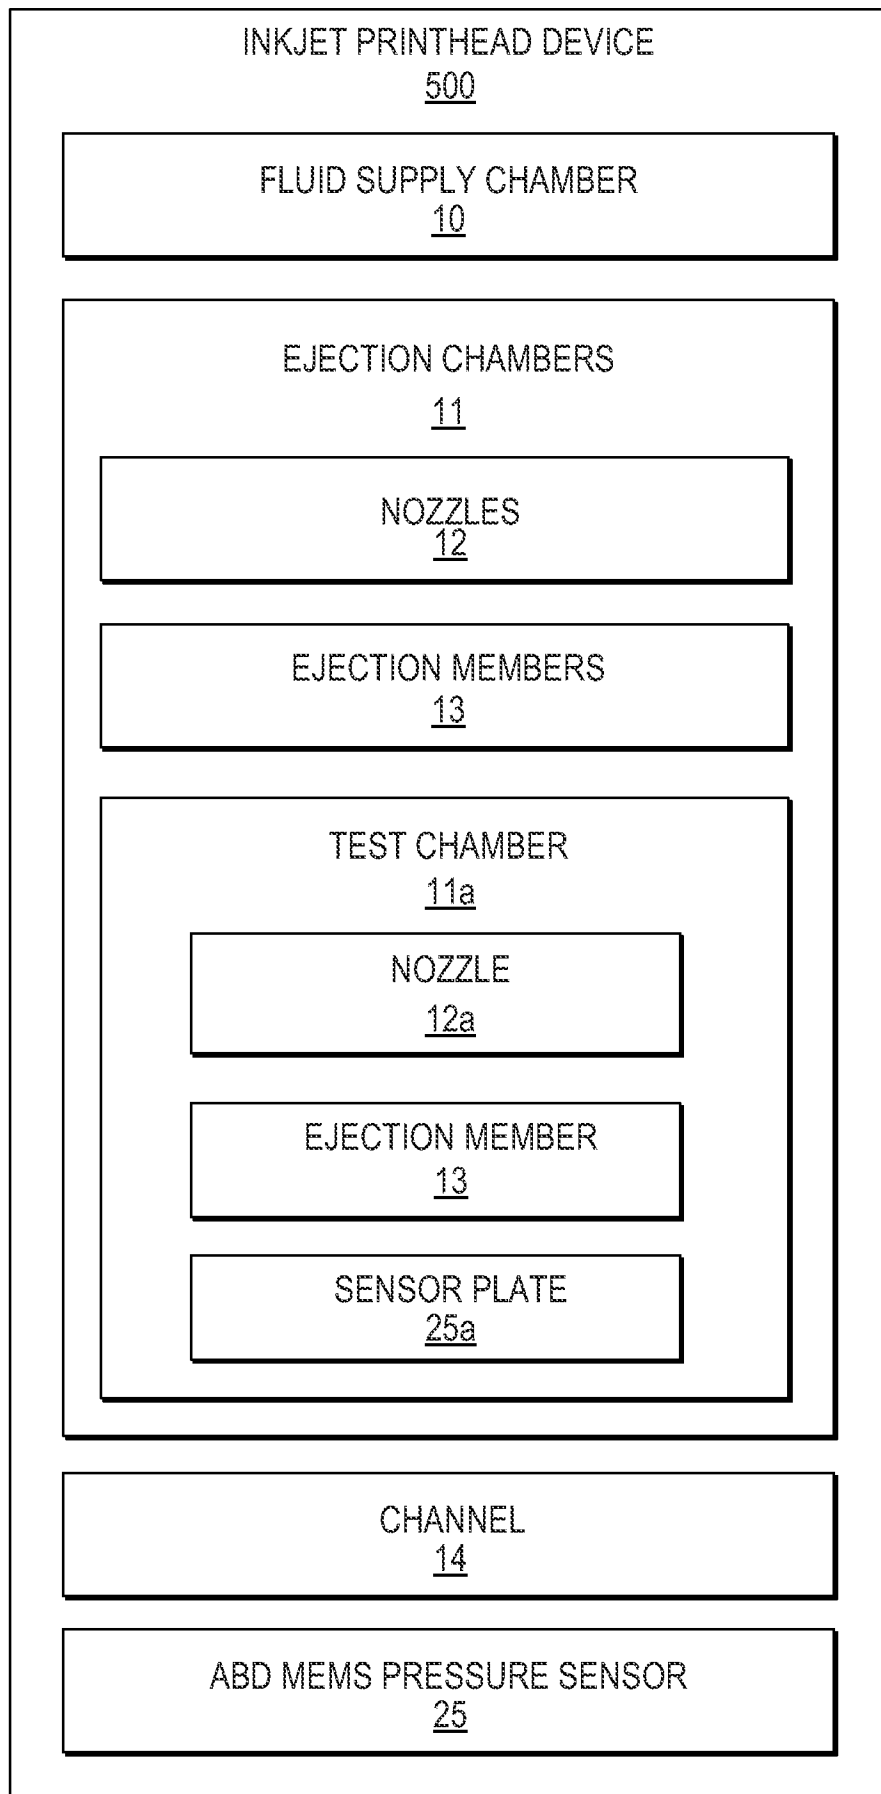 INKJET PRINTHEAD DEVICE
500
FLUID SUPPLY CHAMBER
10
EJECTION CHAMBERS
11
NOZZLES
12
EJECTION MEMBERS
13
TEST CHAMBER
11a
NOZZLE
12a
EJECTION MEMBER
13
SENSOR PLATE
25a
CHANNEL
14
ABD MEMS PRESSURE SENSOR
25